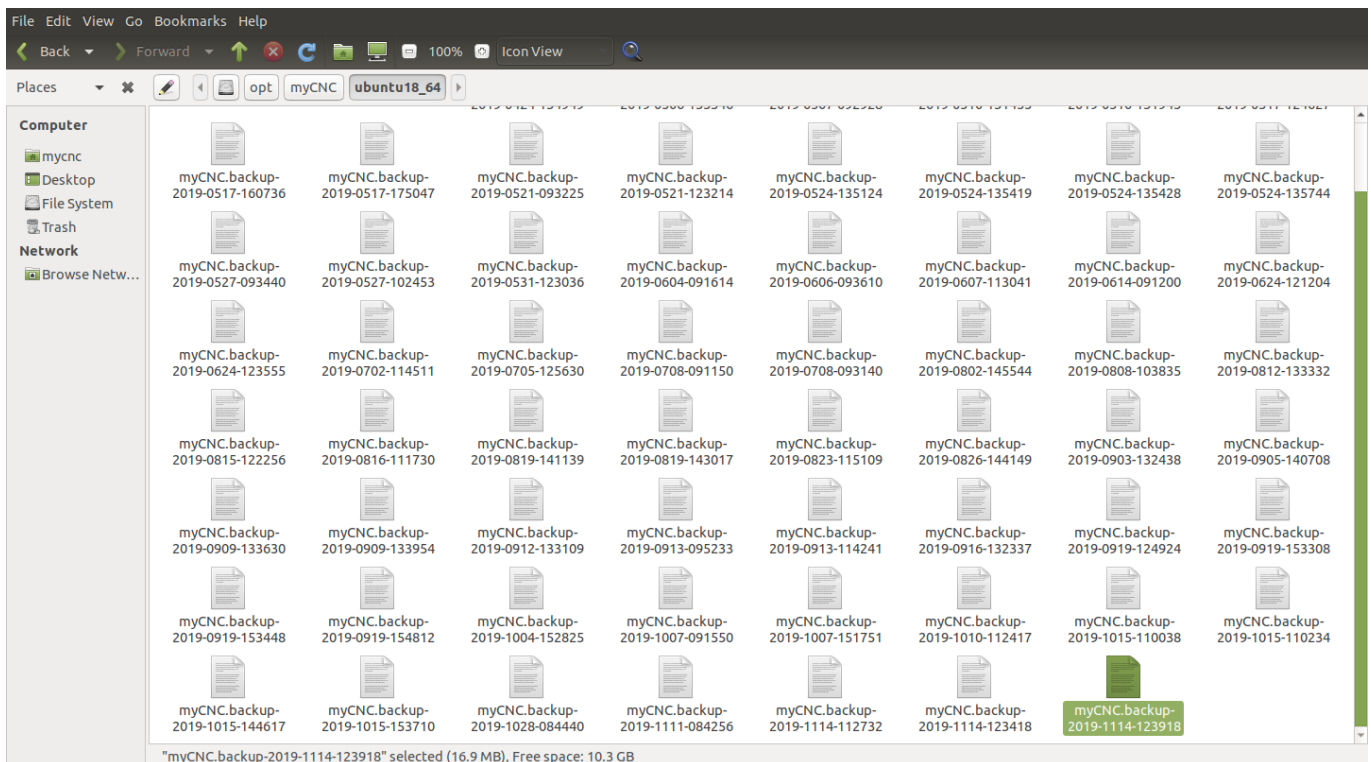 File Edit View Go Bookmarks Help
Back Forward 100% Icon View
Places opt myCNC ubuntu18_64
Computer
mycnc
Desktop
File System
Trash
Network
Browse Netw...
myCNC.backup- myCNC.backup- myCNC.backup- myCNC.backup- myCNC.backup- myCNC.backup- myCNC.backup- myCNC.backup-
2019-0517-160736 2019-0517-175047 2019-0521-093225 2019-0521-123214 2019-0524-135124 2019-0524-135419 2019-0524-135428 2019-0524-135744
myCNC.backup- myCNC.backup- myCNC.backup- myCNC.backup- myCNC.backup- myCNC.backup- myCNC.backup- myCNC.backup-
2019-0527-093440 2019-0527-102453 2019-0531-123036 2019-0604-091614 2019-0606-093610 2019-0607-113041 2019-0614-091200 2019-0624-121204
myCNC.backup- myCNC.backup- myCNC.backup- myCNC.backup- myCNC.backup- myCNC.backup- myCNC.backup- myCNC.backup-
2019-0624-123555 2019-0702-114511 2019-0705-125630 2019-0708-091150 2019-0708-093140 2019-0802-145544 2019-0808-103835 2019-0812-133332
myCNC.backup- myCNC.backup- myCNC.backup- myCNC.backup- myCNC.backup- myCNC.backup- myCNC.backup- myCNC.backup-
2019-0815-122256 2019-0816-111730 2019-0819-141139 2019-0819-143017 2019-0823-115109 2019-0826-144149 2019-0903-132438 2019-0905-140708
myCNC.backup- myCNC.backup- myCNC.backup- myCNC.backup- myCNC.backup- myCNC.backup- myCNC.backup- myCNC.backup-
2019-0909-133630 2019-0909-133954 2019-0912-133109 2019-0913-095233 2019-0913-114241 2019-0916-132337 2019-0919-124924 2019-0919-153308
myCNC.backup- myCNC.backup- myCNC.backup- myCNC.backup- myCNC.backup- myCNC.backup- myCNC.backup- myCNC.backup-
2019-0919-153448 2019-0919-154812 2019-1004-152825 2019-1007-091550 2019-1007-151751 2019-1010-112417 2019-1015-110038 2019-1015-110234
myCNC.backup- myCNC.backup- myCNC.backup- myCNC.backup- myCNC.backup- myCNC.backup- myCNC.backup-
2019-1015-144617 2019-1015-153710 2019-1028-084440 2019-1111-084256 2019-1114-112732 2019-1114-123418 2019-1114-123918
"myCNC.backup-2019-1114-123918" selected (16.9 MB), Free space: 10.3 GB